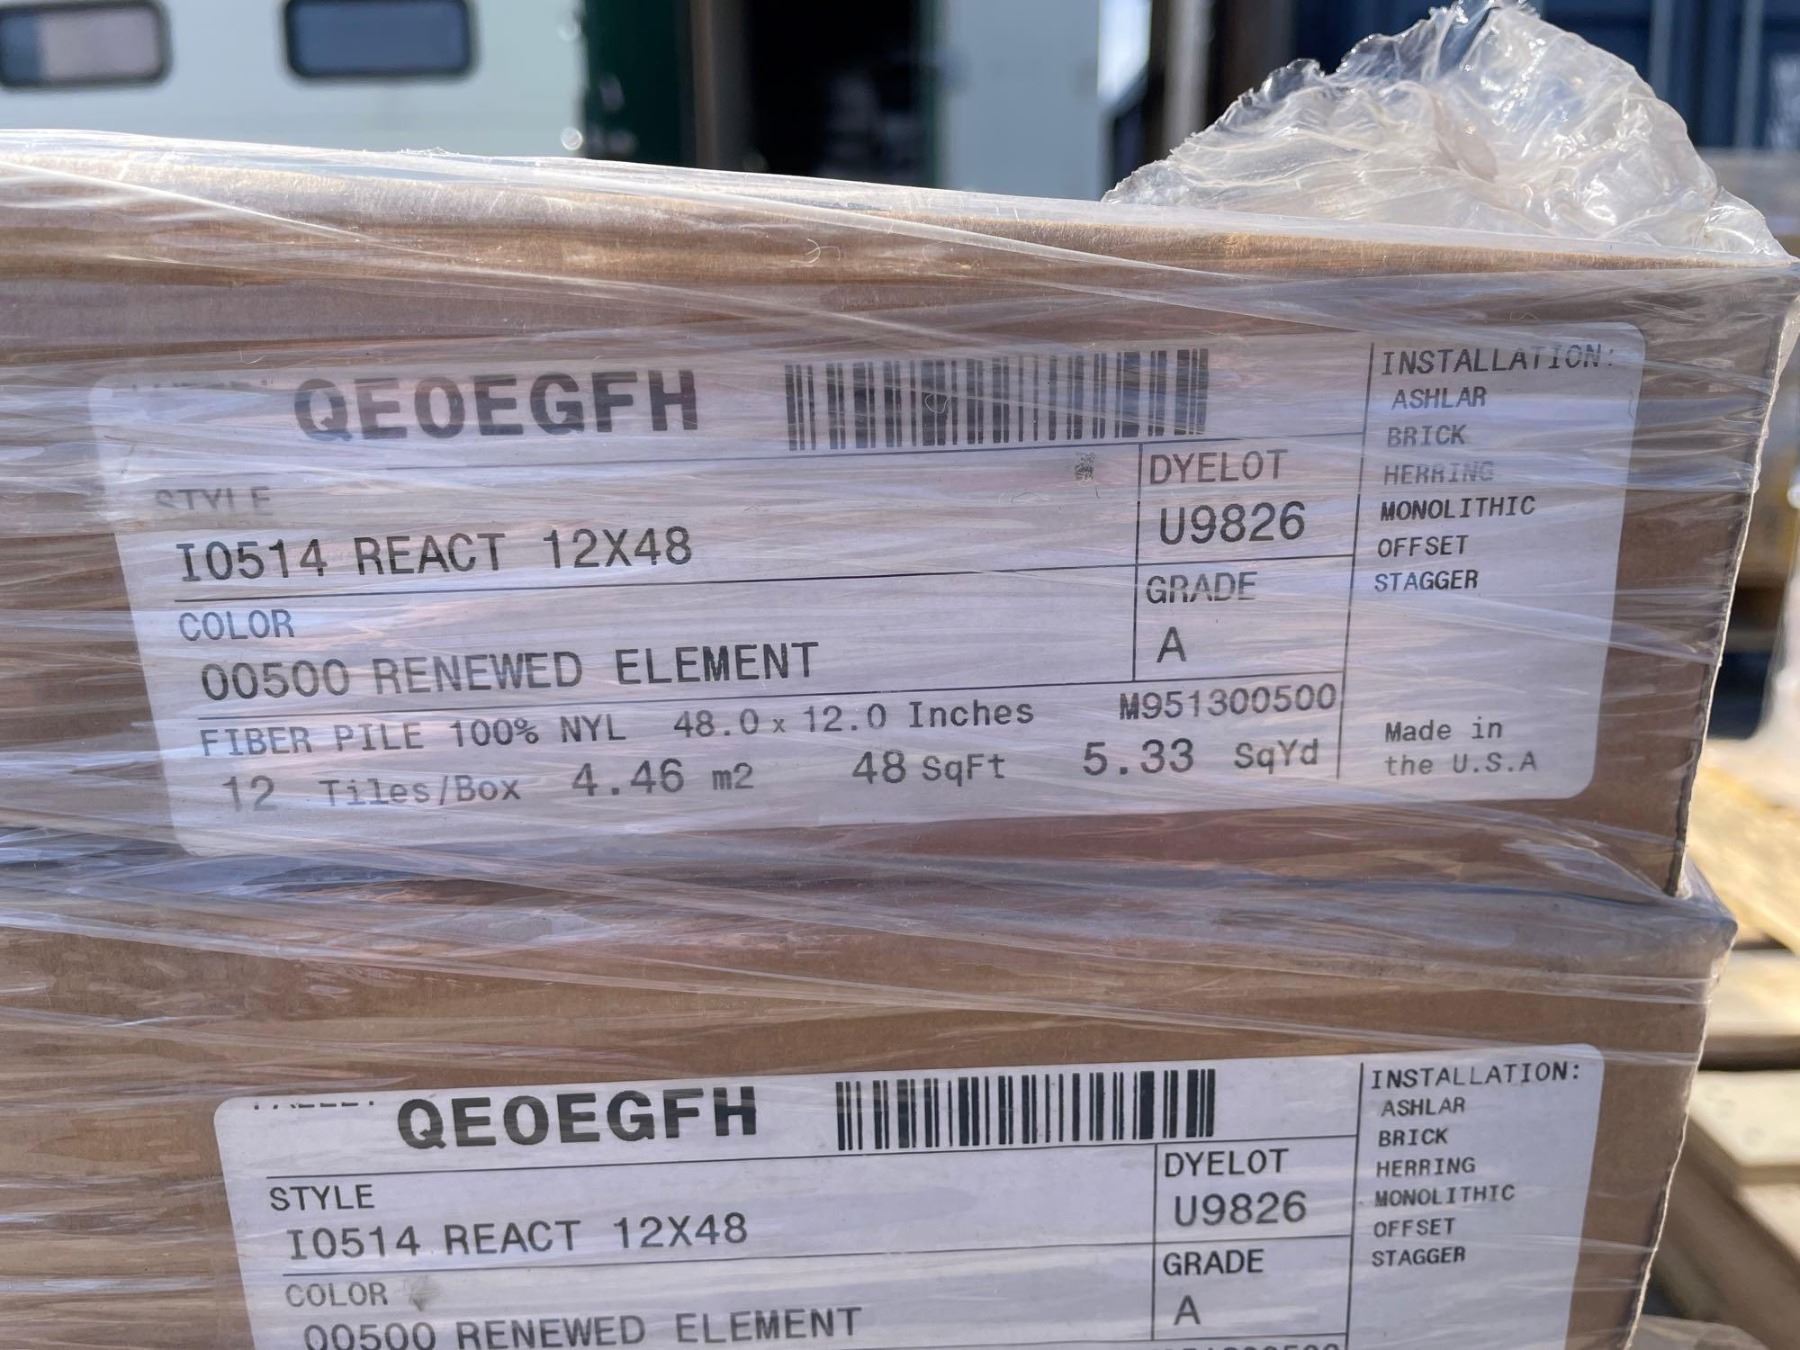 QE0EGFH
STYLE
I0514 REACT 12X48
COLOR
00500 RENEWED ELEMENT
FIBER PILE 100% NYL 48.0 x 12.0 Inches M951300500
12 Tiles/Box 4.46 m2 48 SqFt 5.33 SqYd
DYELOT
U9826
GRADE
A
INSTALLATION:
ASHLAR
BRICK
HERRING
MONOLITHIC
OFFSET
STAGGER
Made in
the U.S.A
QE0EGFH
STYLE
I0514 REACT 12X48
COLOR
00500 RENEWED ELEMENT
DYELOT
U9826
GRADE
A
INSTALLATION:
ASHLAR
BRICK
HERRING
MONOLITHIC
OFFSET
STAGGER